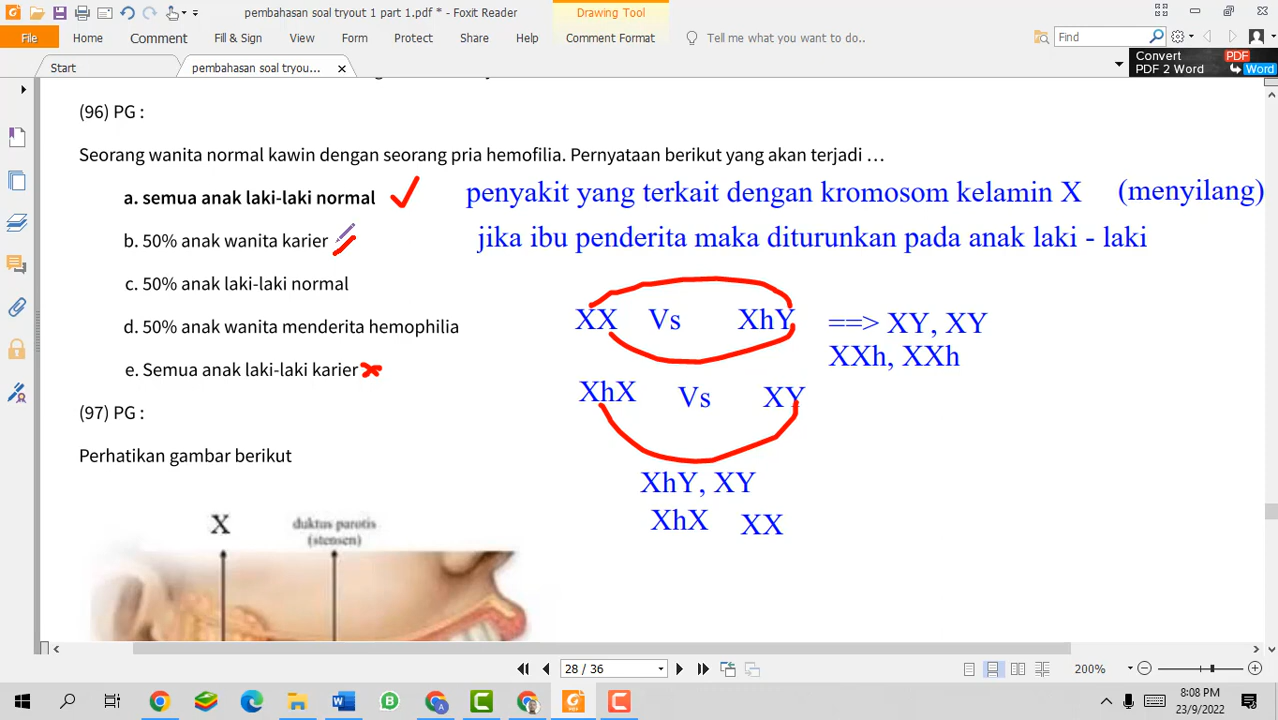 pembahasan soal tryout 1 part 1.pdf * - Foxit Reader
Drawing Tool
File
Home
Comment
Fill & Sign
View
Form
Protect
Share
Help
Comment Format
Tell me what you want to do..
Find
Start
pembahasan soal tryou...
Convert PDF
PDF 2 Word Word
(96) PG :
Seorang wanita normal kawin dengan seorang pria hemofilia. Pernyataan berikut yang akan terjadi …
a. semua anak laki-laki normal
b. 50% anak wanita karier
c. 50% anak laki-laki normal
d. 50% anak wanita menderita hemophilia
e. Semua anak laki-laki karier
penyakit yang terkait dengan kromosom kelamin X (menyilang)
jika ibu penderita maka diturunkan pada anak laki - laki
XX Vs XhY ==> XY, XY
XXh, XXh
XhX Vs XY
XhY, XY
XhX XX
(97) PG :
Perhatikan gambar berikut
X
duktus parotis
(stensen)
28 / 36
200%
8:08 PM
23/9/2022